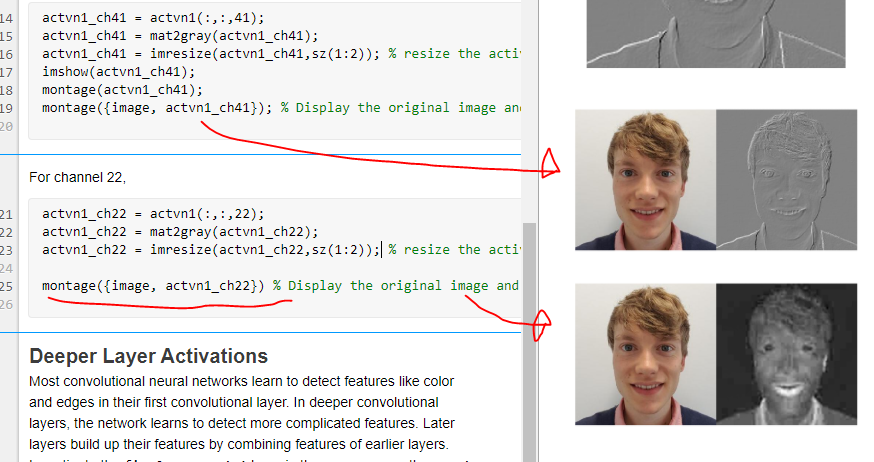 14 actvn1_ch41 = actvn1(:,:,41);
15 actvn1_ch41 = mat2gray(actvn1_ch41);
16 actvn1_ch41 = imresize(actvn1_ch41,sz(1:2)); % resize the acti
17 imshow(actvn1_ch41);
18 montage(actvn1_ch41);
19 montage({image, actvn1_ch41}); % Display the original image an
20
For channel 22,
21 actvn1_ch22 = actvn1(:,:,22);
22 actvn1_ch22 = mat2gray(actvn1_ch22);
23 actvn1_ch22 = imresize(actvn1_ch22,sz(1:2)); % resize the acti
24
25 montage({image, actvn1_ch22}) % Display the original image and
26
Deeper Layer Activations
Most convolutional neural networks learn to detect features like color
and edges in their first convolutional layer. In deeper convolutional
layers, the network learns to detect more complicated features. Later
layers build up their features by combining features of earlier layers.